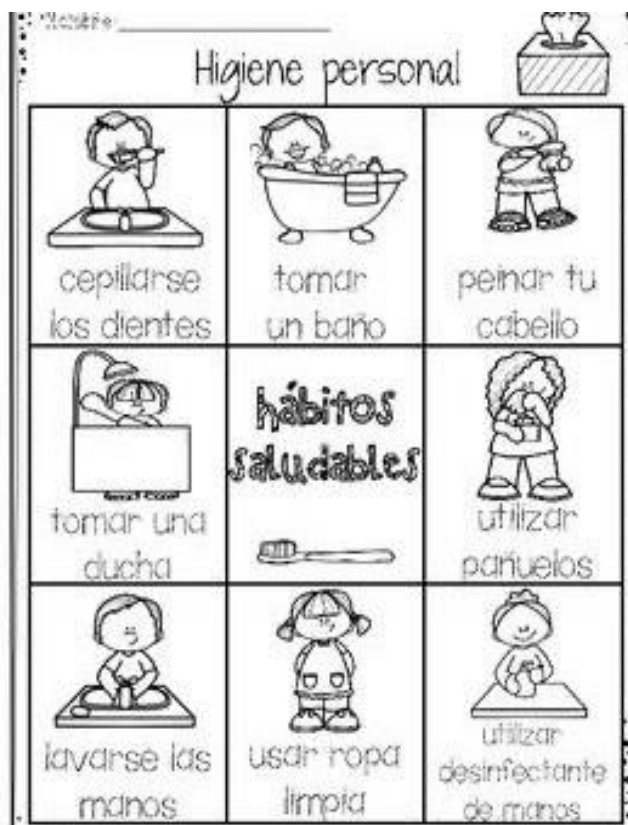 Nombre:
Higiene personal
cepillarse
los dientes
tomar
un baño
peinar tu
cabello
tomar una
ducha
hábitos
saludables
utilizar
pañuelos
lavarse las
manos
usar ropa
limpia
utilizar
desinfectante
de manos